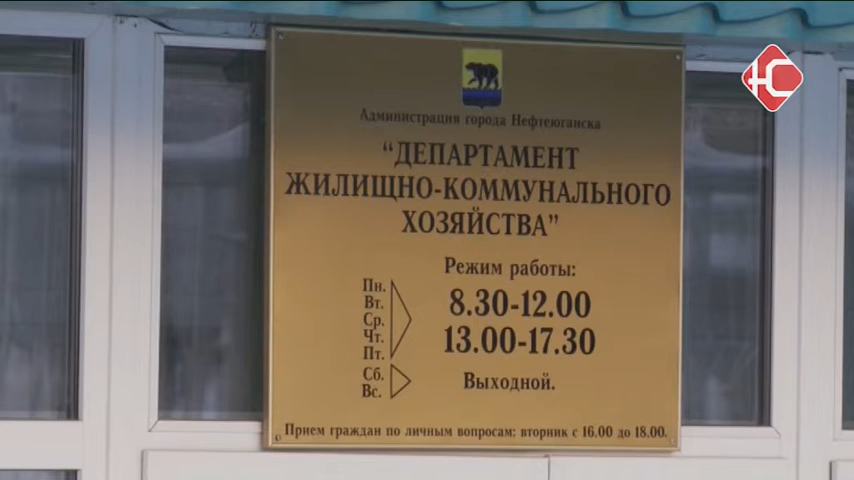 ЮС
Администрация города Нефтеюганска
“ДЕПАРТАМЕНТ
ЖИЛИЩНО-КОММУНАЛЬНОГО
ХОЗЯЙСТВА”
Режим работы:
Пн.
Вт.
Ср.
Чт.
Пт.
8.30-12.00
13.00-17.30
Сб.
Вс.
Выходной.
Прием граждан по личным вопросам: вторник с 16.00 до 18.00.